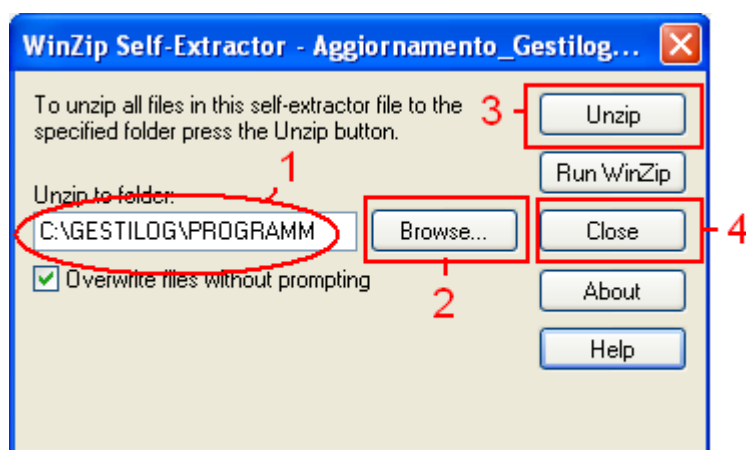 WinZip Self-Extractor - Aggiornamento_Gestilog...
To unzip all files in this self-extractor file to the
specified folder press the Unzip button.
3
Unzip
1
Run WinZip
Unzip to folder:
C:\GESTILOG\PROGRAMM
Browse...
Close
4
Overwrite files without prompting
2
About
Help